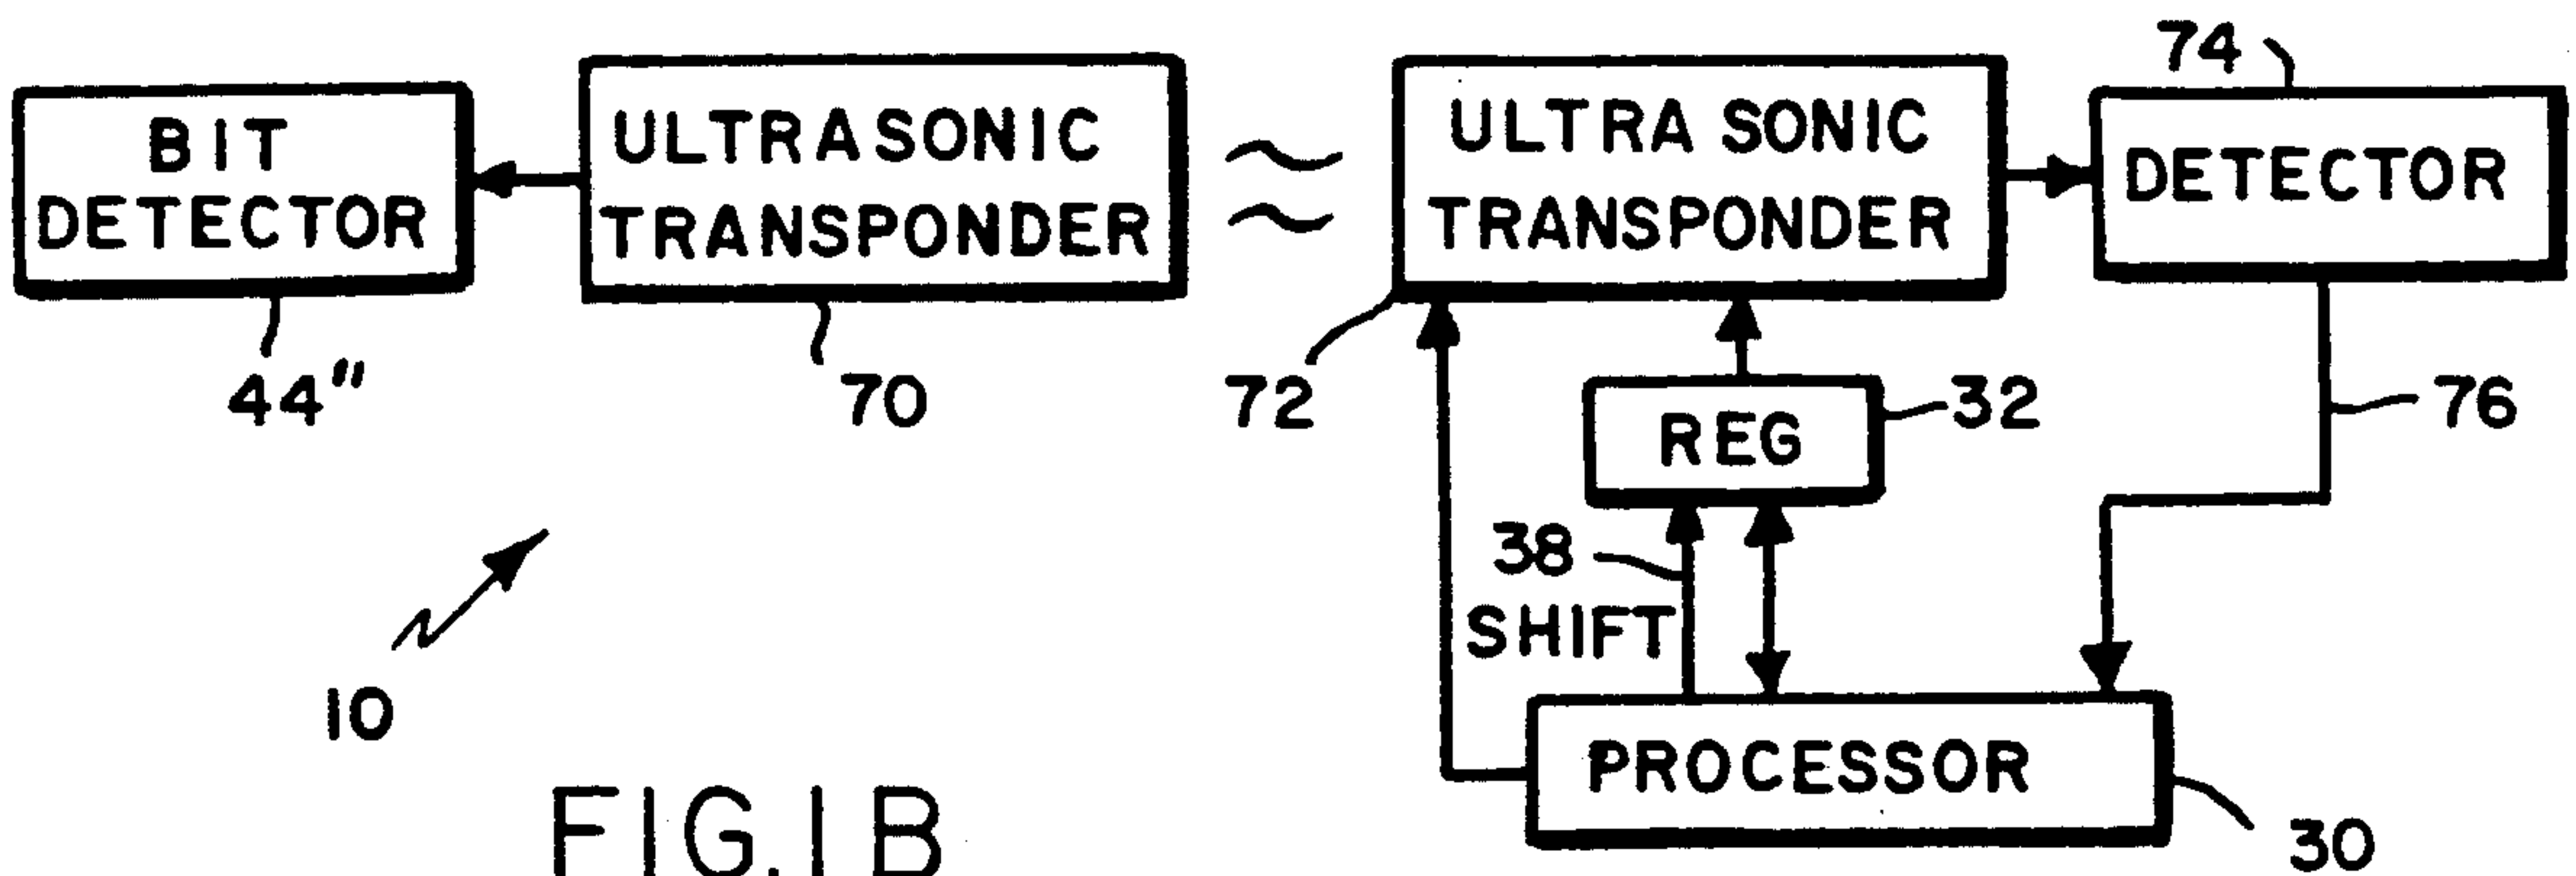 74
BIT
DETECTOR
ULTRASONIC
TRANSPONDER
ULTRA SONIC
TRANSPONDER
DETECTOR
44"
70
72
REG
32
76
38
SHIFT
10
PROCESSOR
30
FIG.1B